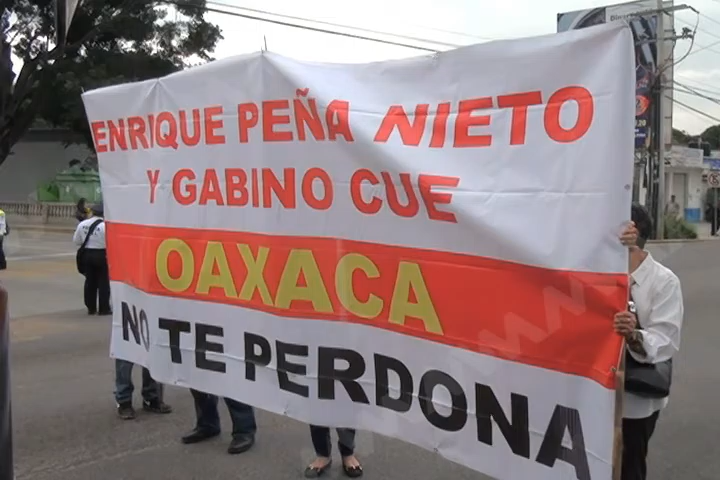 ENRIQUE PEÑA NIETO
Y GABINO CUE
OAXACA
NO TE PERDONA